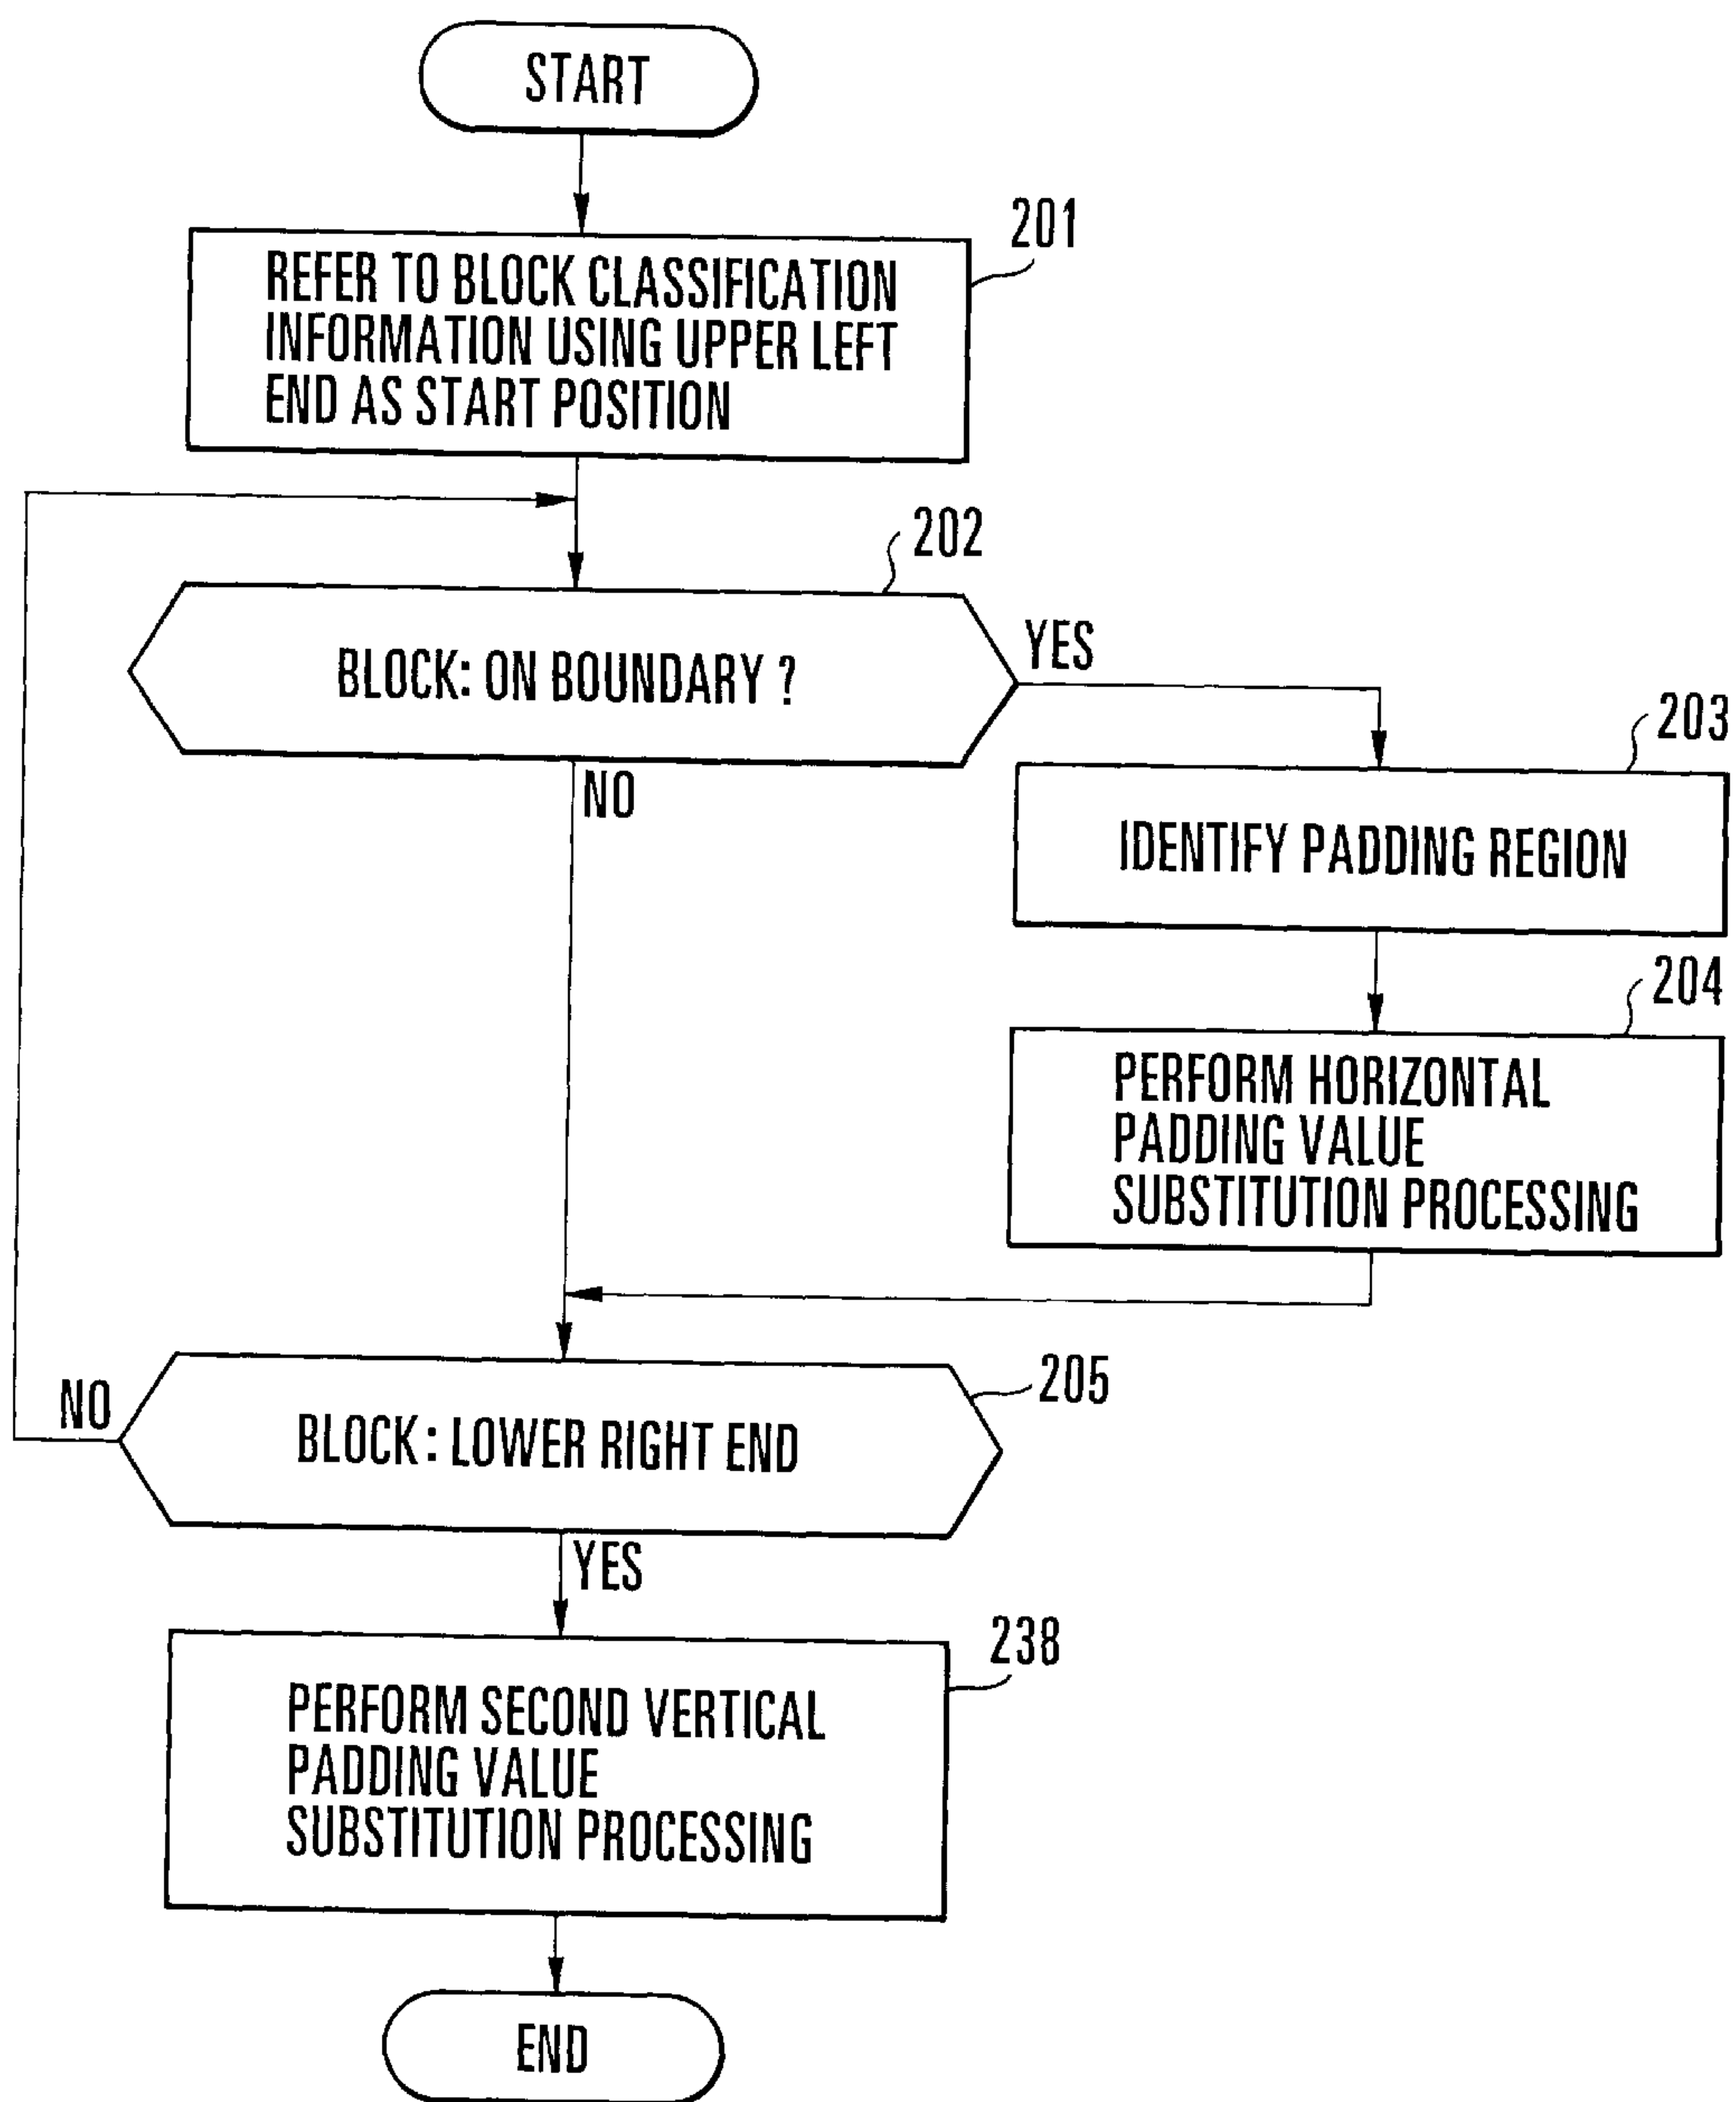 START
201
REFER TO BLOCK CLASSIFICATION
INFORMATION USING UPPER LEFT
END AS START POSITION
202
BLOCK: ON BOUNDARY ?
YES
NO
203
IDENTIFY PADDING REGION
204
PERFORM HORIZONTAL
PADDING VALUE
SUBSTITUTION PROCESSING
205
NO
BLOCK: LOWER RIGHT END
YES
238
PERFORM SECOND VERTICAL
PADDING VALUE
SUBSTITUTION PROCESSING
END